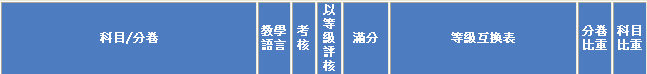 科目/分卷
教學
語言
考
核
以
等
級
評
核
滿分
等級互換表
分卷
比重
科目
比重